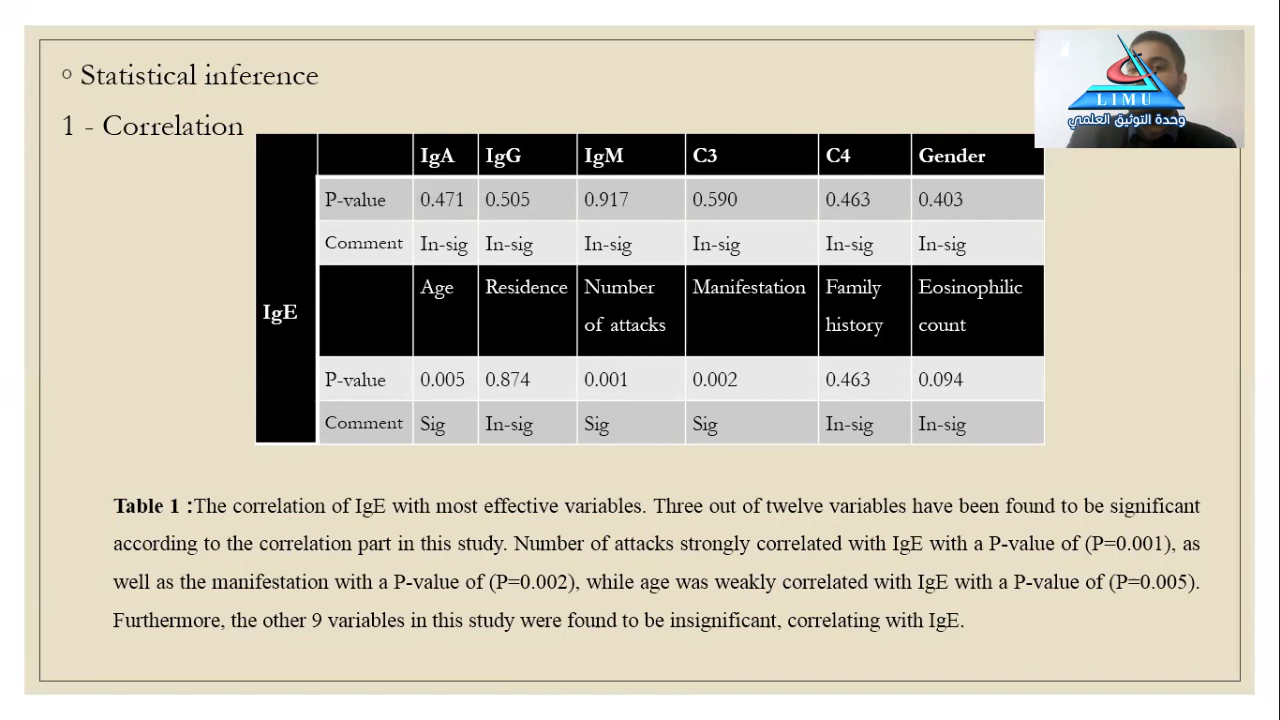 ◦ Statistical inference
1 - Correlation
IgA IgG IgM C3 C4 Gender
P-value 0.471 0.505 0.917 0.590 0.463 0.403
Comment In-sig In-sig In-sig In-sig In-sig In-sig
IgE
Age Residence Number of attacks Manifestation Family history Eosinophilic count
P-value 0.005 0.874 0.001 0.002 0.463 0.094
Comment Sig In-sig Sig Sig In-sig In-sig
Table 1 :The correlation of IgE with most effective variables. Three out of twelve variables have been found to be significant
according to the correlation part in this study. Number of attacks strongly correlated with IgE with a P-value of (P=0.001), as
well as the manifestation with a P-value of (P=0.002), while age was weakly correlated with IgE with a P-value of (P=0.005).
Furthermore, the other 9 variables in this study were found to be insignificant, correlating with IgE.
LIMU
وحدة التوثيق العلمي